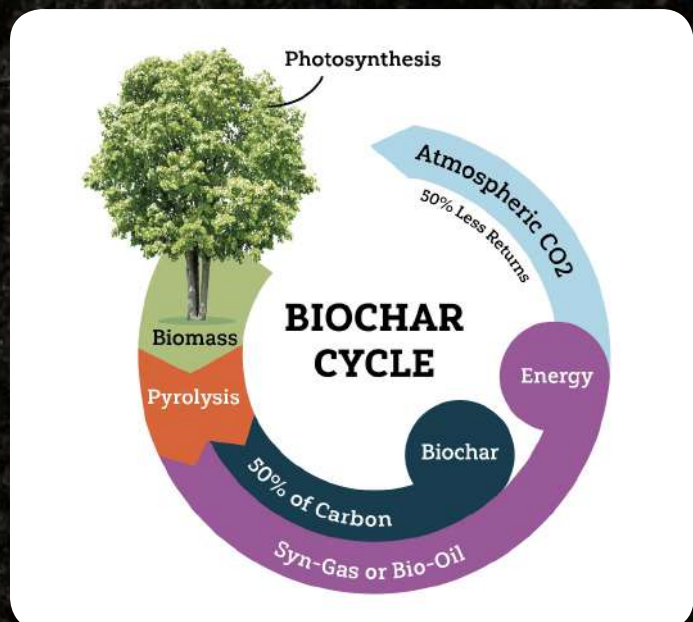 Photosynthesis
Atmospheric CO2
50% Less Returns
BIOCHAR
CYCLE
Biomass
Energy
Pyrolysis
Biochar
50% of Carbon
Syn-Gas or Bio-Oil